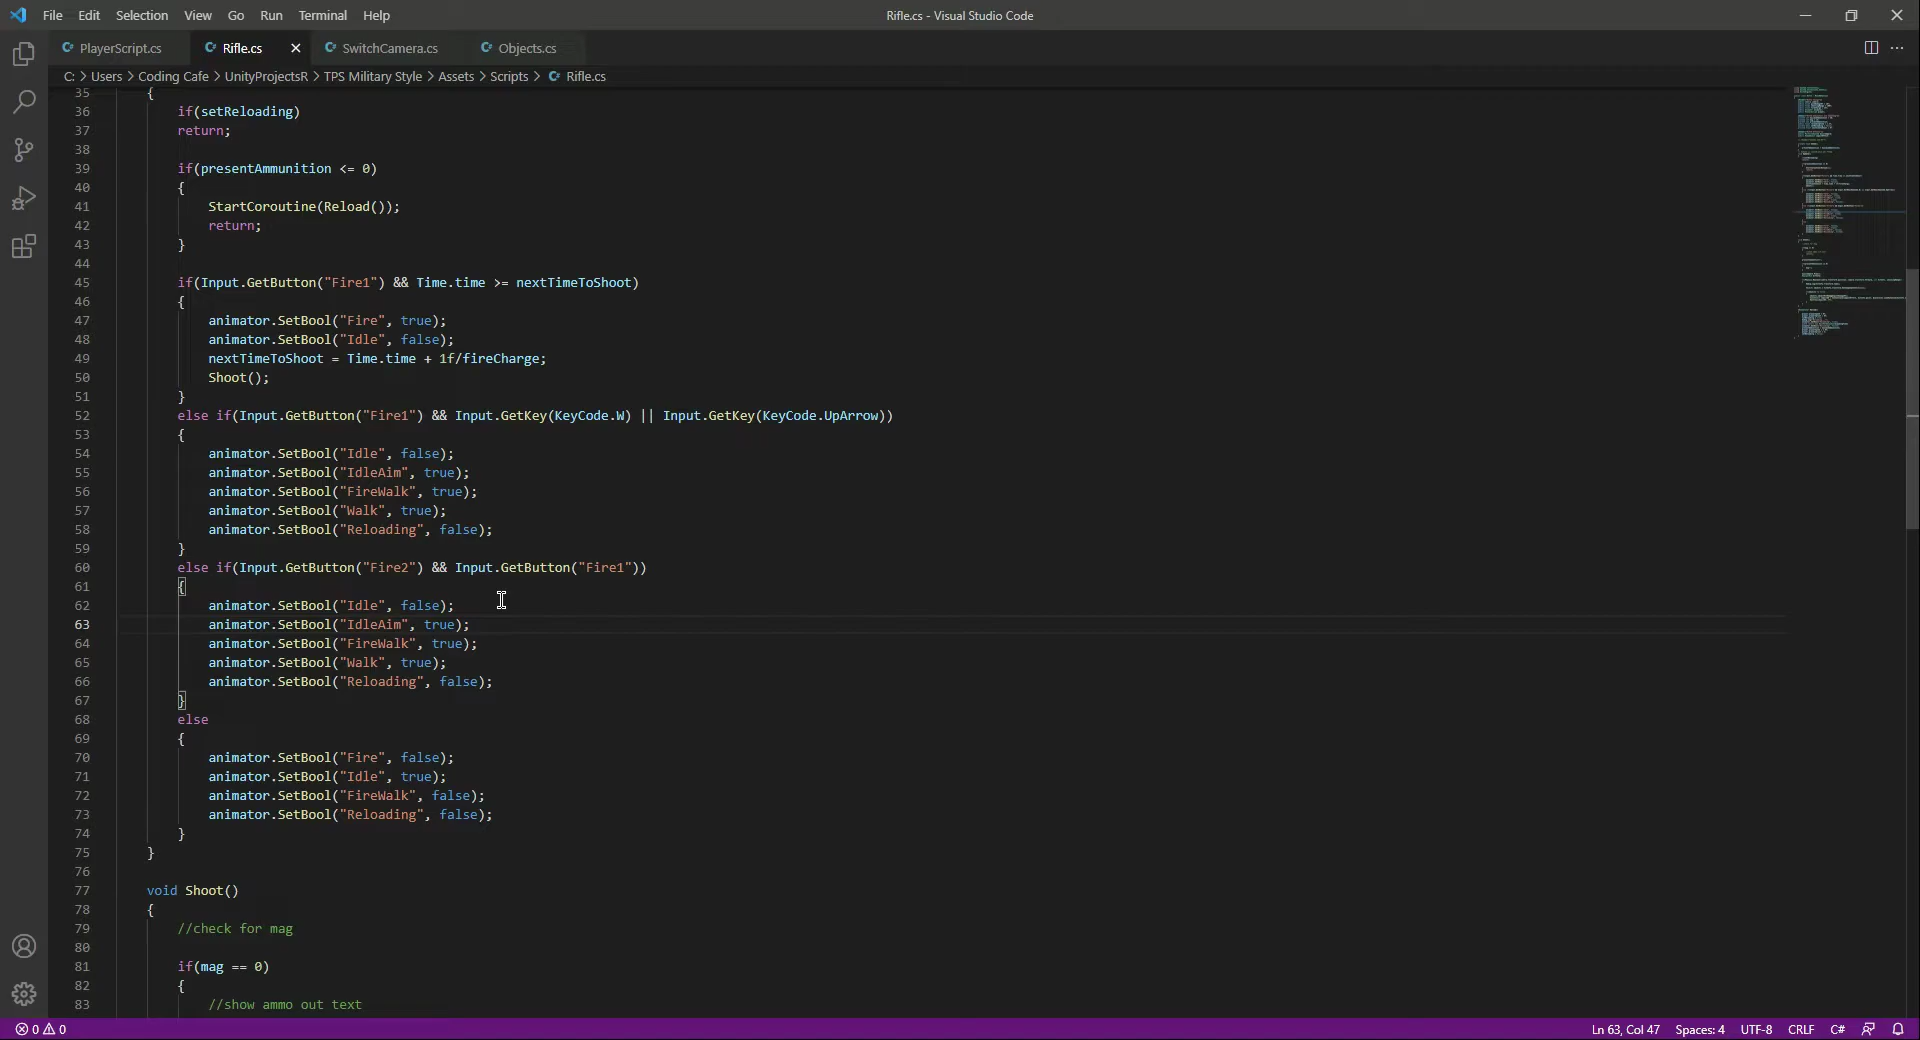 File Edit Selection View Go Run Terminal Help Rifle.cs - Visual Studio Code
PlayerScript.cs Rifle.cs SwitchCamera.cs Objects.cs
C: > Users > Coding Cafe > UnityProjectsR > TPS Military Style > Assets > Scripts > Rifle.cs
35 {
36 if(setReloading)
37 return;
38
39 if(presentAmmunition <= 0)
40 {
41 StartCoroutine(Reload());
42 return;
43 }
44
45 if(Input.GetButton("Fire1") && Time.time >= nextTimeToShoot)
46 {
47 animator.SetBool("Fire", true);
48 animator.SetBool("Idle", false);
49 nextTimeToShoot = Time.time + 1f/fireCharge;
50 Shoot();
51 }
52 else if(Input.GetButton("Fire1") && Input.GetKey(KeyCode.W) || Input.GetKey(KeyCode.UpArrow))
53 {
54 animator.SetBool("Idle", false);
55 animator.SetBool("IdleAim", true);
56 animator.SetBool("FireWalk", true);
57 animator.SetBool("Walk", true);
58 animator.SetBool("Reloading", false);
59 }
60 else if(Input.GetButton("Fire2") && Input.GetButton("Fire1"))
61 {
62 animator.SetBool("Idle", false);
63 animator.SetBool("IdleAim", true);
64 animator.SetBool("FireWalk", true);
65 animator.SetBool("Walk", true);
66 animator.SetBool("Reloading", false);
67 }
68 else
69 {
70 animator.SetBool("Fire", false);
71 animator.SetBool("Idle", true);
72 animator.SetBool("FireWalk", false);
73 animator.SetBool("Reloading", false);
74 }
75 }
76
77 void Shoot()
78 {
79 //check for mag
80
81 if(mag == 0)
82 {
83 //show ammo out text
0 0 Ln 63, Col 47 Spaces: 4 UTF-8 CRLF C#